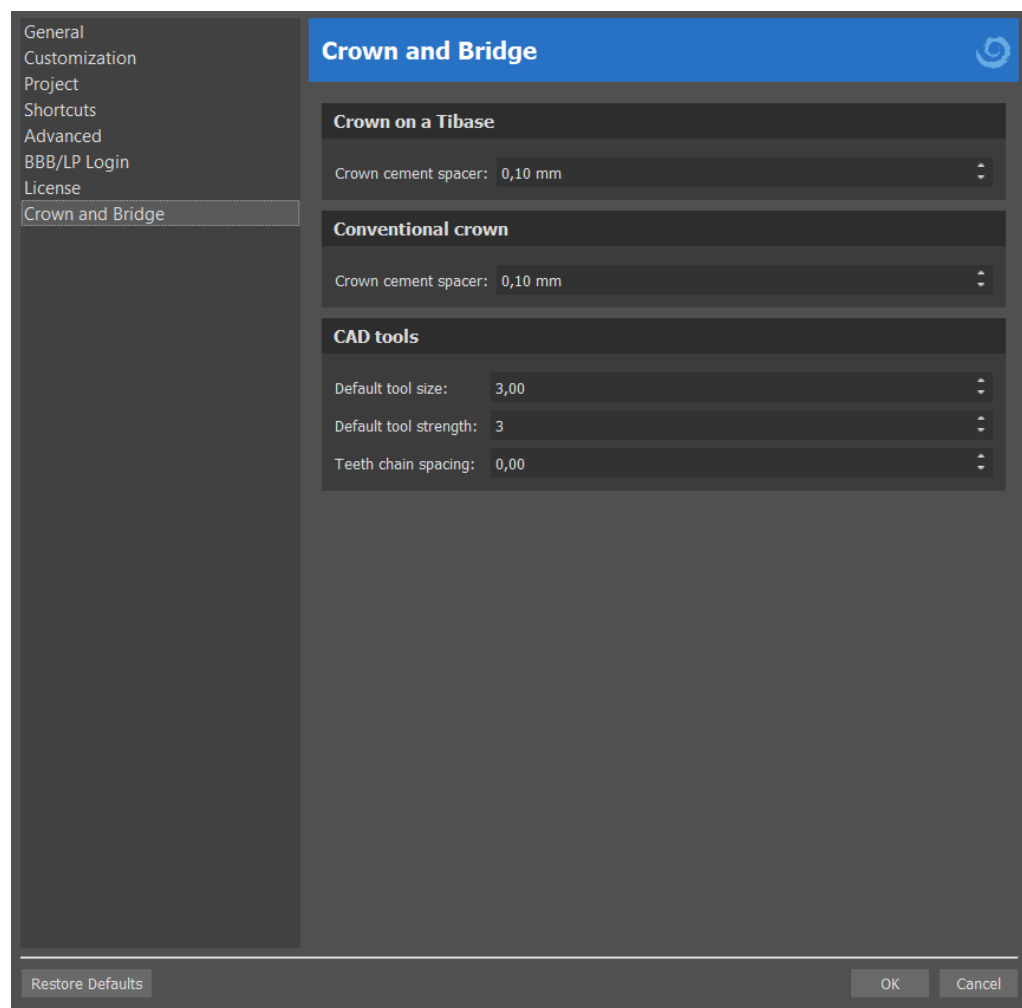 General
Customization
Project
Shortcuts
Advanced
BBB/LP Login
License
Crown and Bridge
Crown and Bridge
Crown on a Tibase
Crown cement spacer: 0,10 mm
Conventional crown
Crown cement spacer: 0,10 mm
CAD tools
Default tool size: 3,00
Default tool strength: 3
Teeth chain spacing: 0,00
Restore Defaults OK Cancel